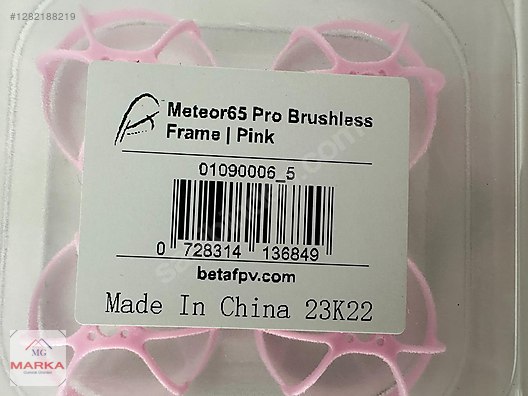 #1282188219
Meteor65 Pro Brushless
Frame | Pink
01090006_5
0 728314 136849
betafpv.com
Made In China 23K22
MG
MARKA